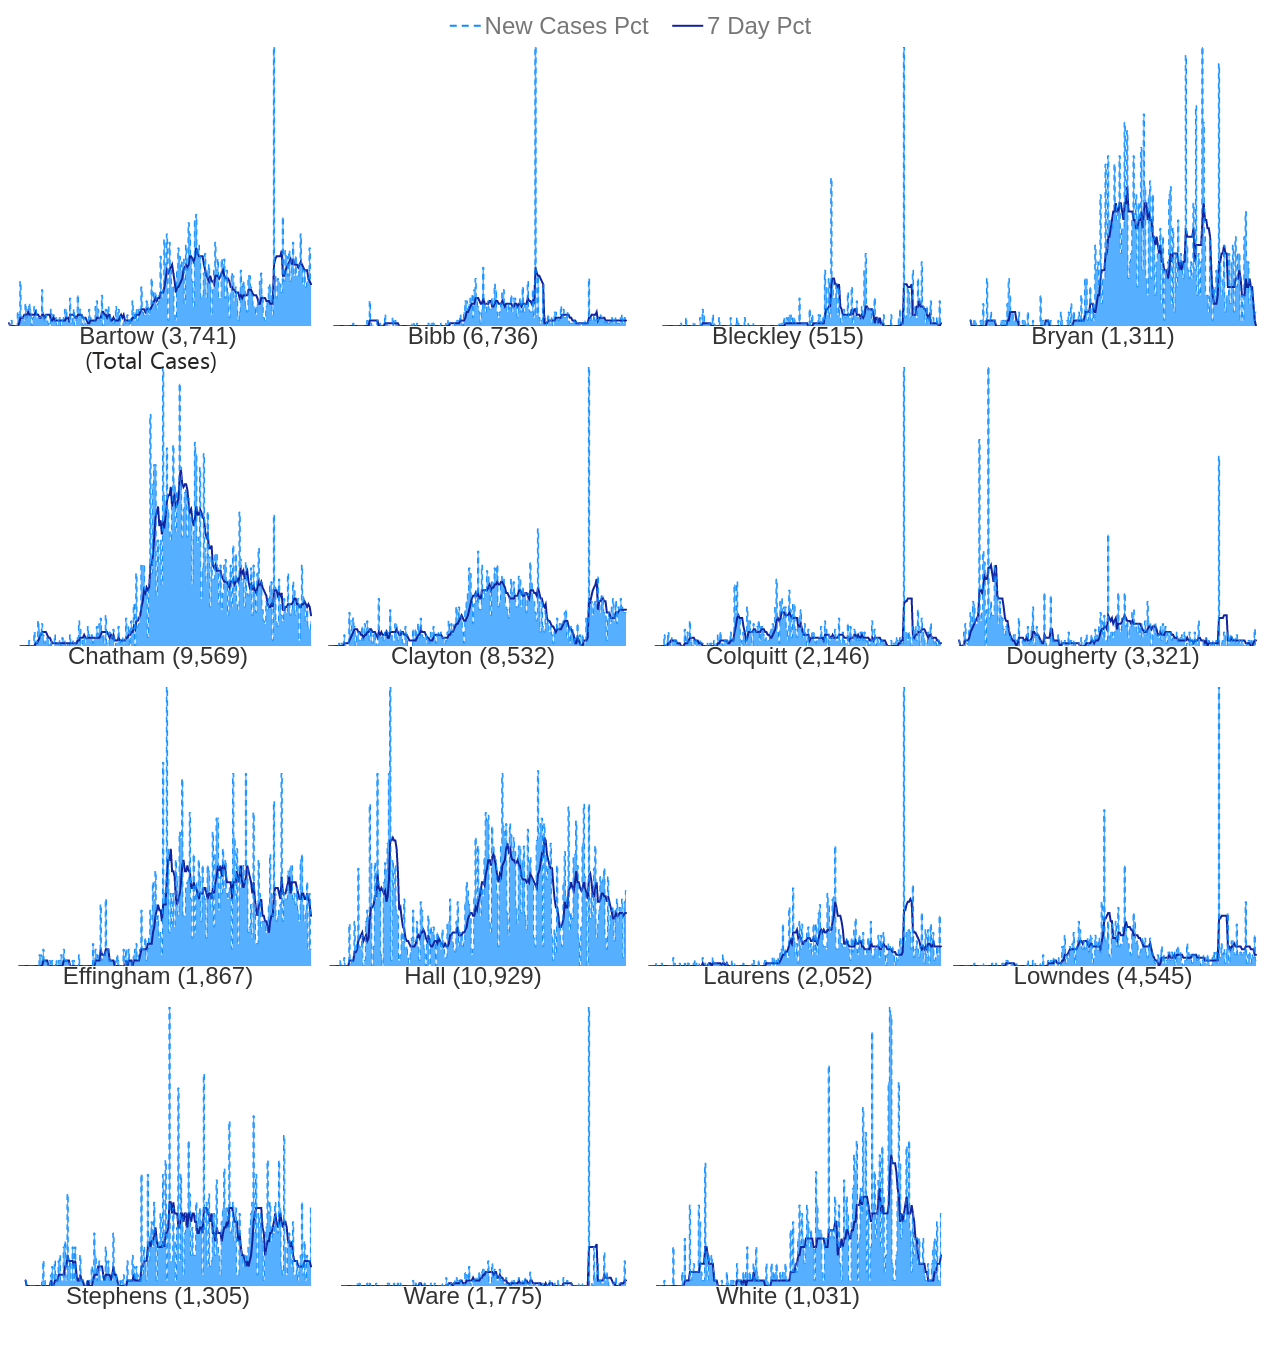 New Cases Pct 7 Day Pct
Bartow (3,741) Bibb (6,736) Bleckley (515) Bryan (1,311)
(Total Cases)
Chatham (9,569) Clayton (8,532) Colquitt (2,146) Dougherty (3,321)
Effingham (1,867) Hall (10,929) Laurens (2,052) Lowndes (4,545)
Stephens (1,305) Ware (1,775) White (1,031)